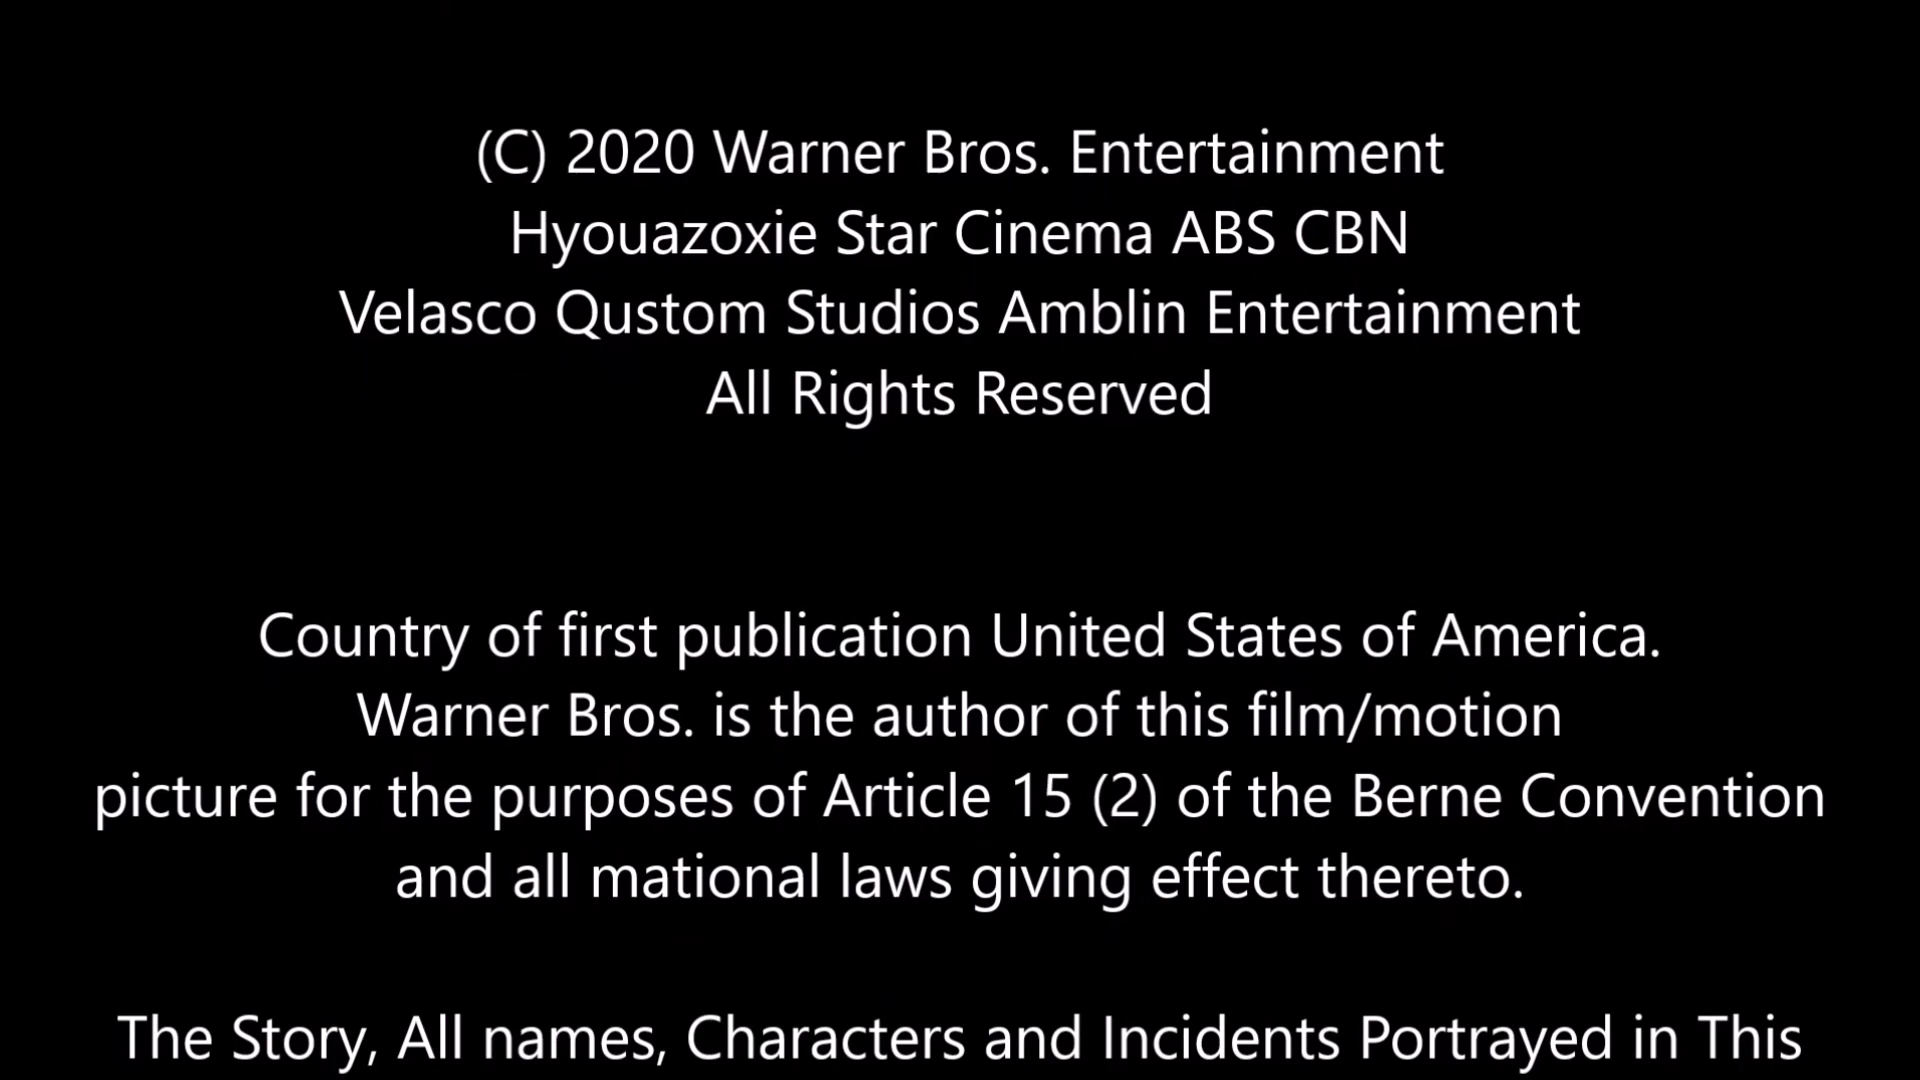 (C) 2020 Warner Bros. Entertainment
Hyouazoxie Star Cinema ABS CBN
Velasco Qustom Studios Amblin Entertainment
All Rights Reserved
Country of first publication United States of America.
Warner Bros. is the author of this film/motion
picture for the purposes of Article 15 (2) of the Berne Convention
and all mational laws giving effect thereto.
The Story, All names, Characters and Incidents Portrayed in This